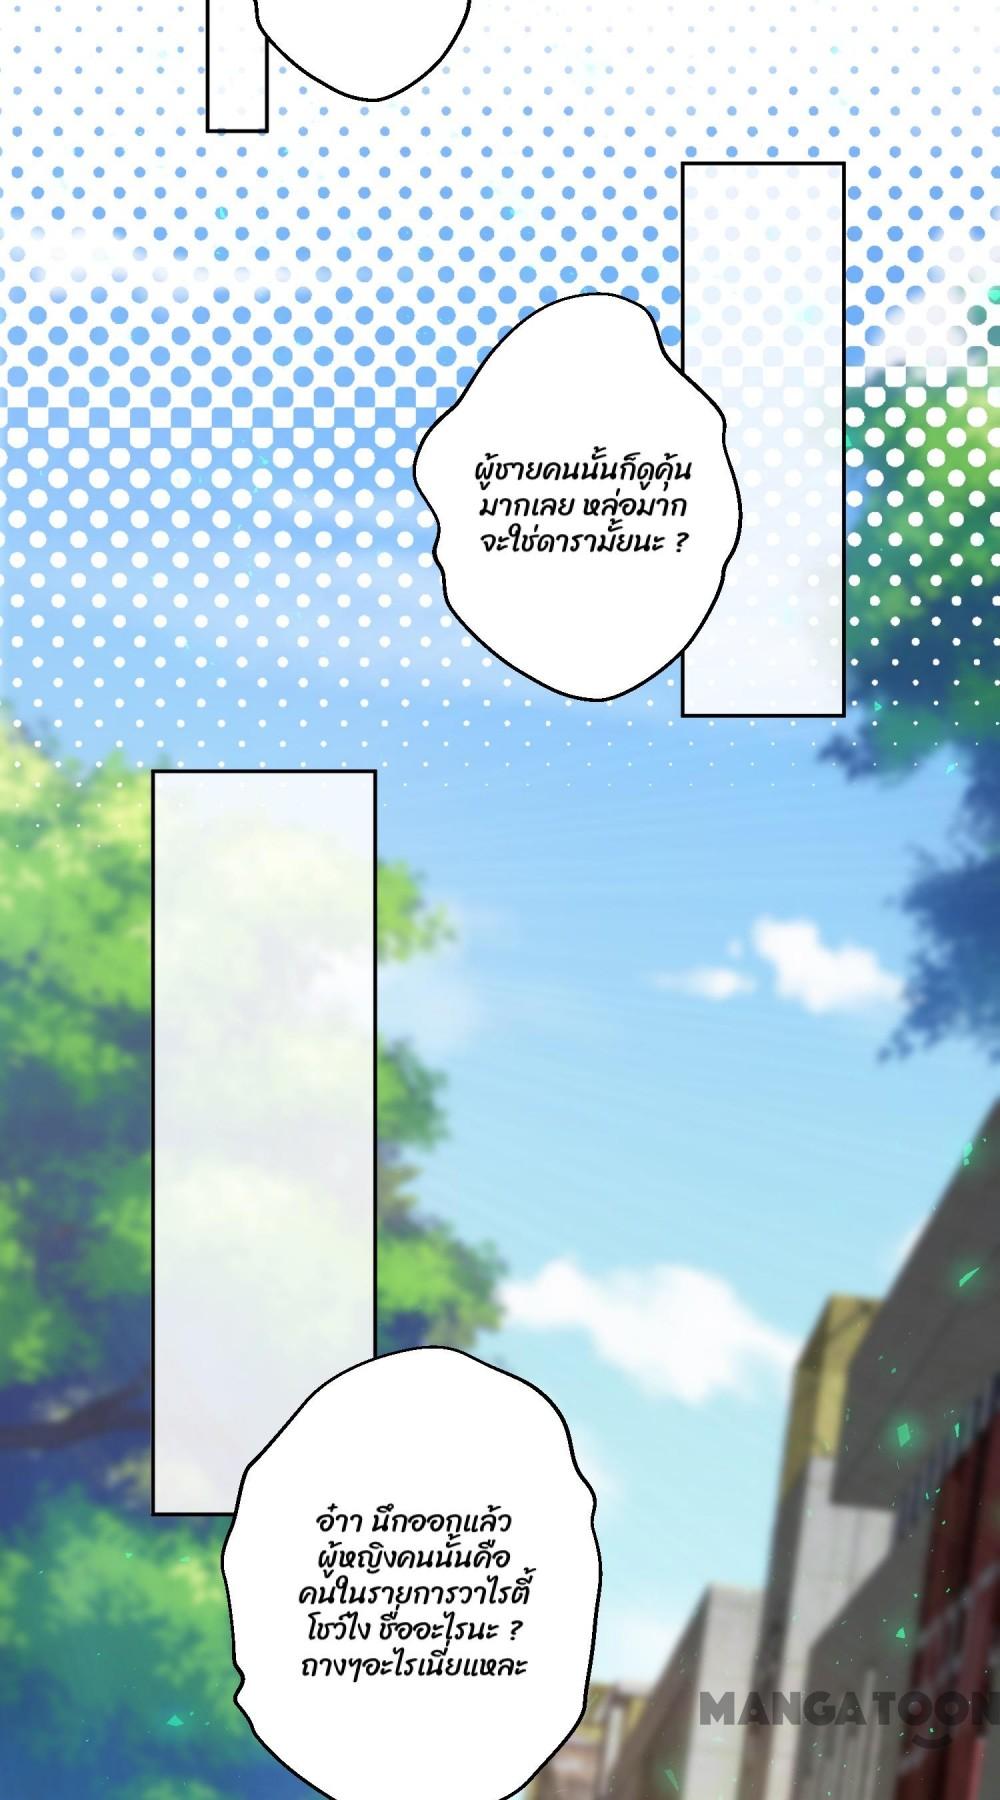 ผู้ชายคนนั้นก็ดูคุ้น
มากเลย หล่อมาก
จะใช่ดารามั้ยนะ ?
อ๋าา นึกออกแล้ว
ผู้หญิงคนนั้นคือ
คนในรายการวาไรตี้
โชว์ไง ชื่ออะไรนะ ?
ถางๆอะไรเนี่ยแหละ
MANGATOON